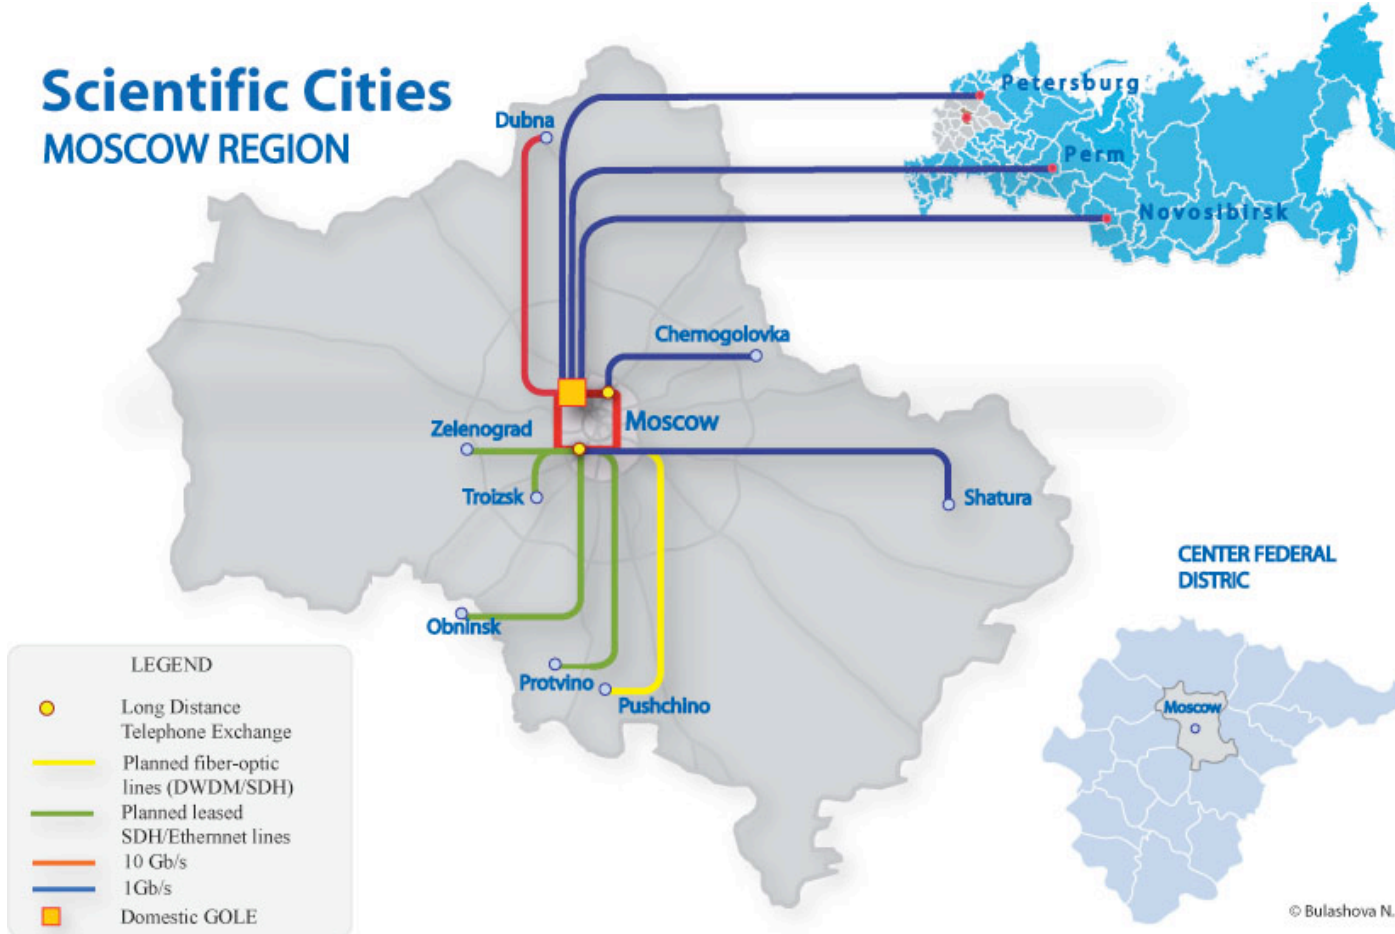 Scientific Cities
MOSCOW REGION
Dubna
Petersburg
Perm
Novosibirsk
Chernogolovka
Moscow
Zelenograd
Troizsk
Shatura
Obninsk
Protvino
Pushchino
CENTER FEDERAL
DISTRIC
Moscow
LEGEND
Long Distance
Telephone Exchange
Planned fiber-optic
lines (DWDM/SDH)
Planned leased
SDH/Ethernnet lines
10 Gb/s
1Gb/s
Domestic GOLE
© Bulashova N.